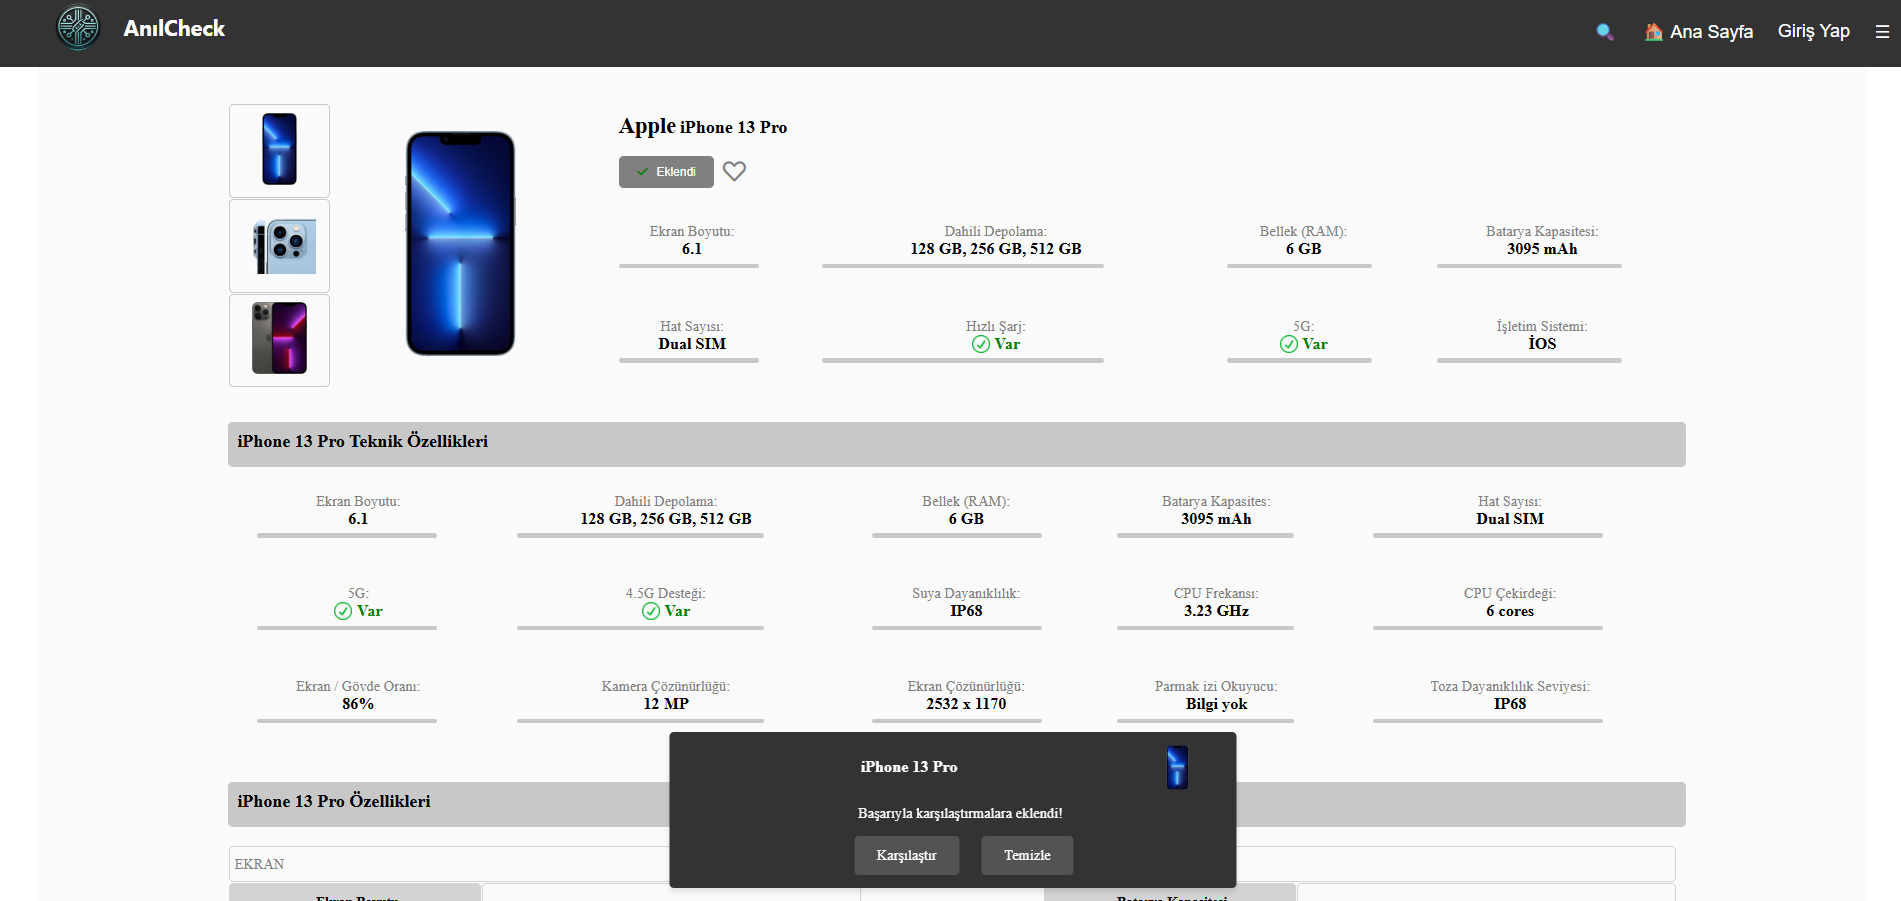 AnılCheck
Ana Sayfa
Giriş Yap
Apple iPhone 13 Pro
Eklendi
Ekran Boyutu: Dahili Depolama: Bellek (RAM): Batarya Kapasitesi:
6.1 128 GB, 256 GB, 512 GB 6 GB 3095 mAh
Hat Sayısı: Hızlı Şarj: 5G: İşletim Sistemi:
Dual SIM Var Var İOS
iPhone 13 Pro Teknik Özellikleri
Ekran Boyutu: Dahili Depolama: Bellek (RAM): Batarya Kapasites: Hat Sayısı:
6.1 128 GB, 256 GB, 512 GB 6 GB 3095 mAh Dual SIM
5G: 4.5G Desteği: Suya Dayanıklılık: CPU Frekansı: CPU Çekirdeği:
Var Var IP68 3.23 GHz 6 cores
Ekran / Gövde Oranı: Kamera Çözünürlüğü: Ekran Çözünürlüğü: Parmak izi Okuyucu: Toza Dayanıklılık Seviyesi:
86% 12 MP 2532 x 1170 Bilgi yok IP68
iPhone 13 Pro Özellikleri
iPhone 13 Pro
Başarıyla karşılaştırmalara eklendi!
Karşılaştır Temizle
EKRAN
Ekran Boyutu Batarya Kapasitesi